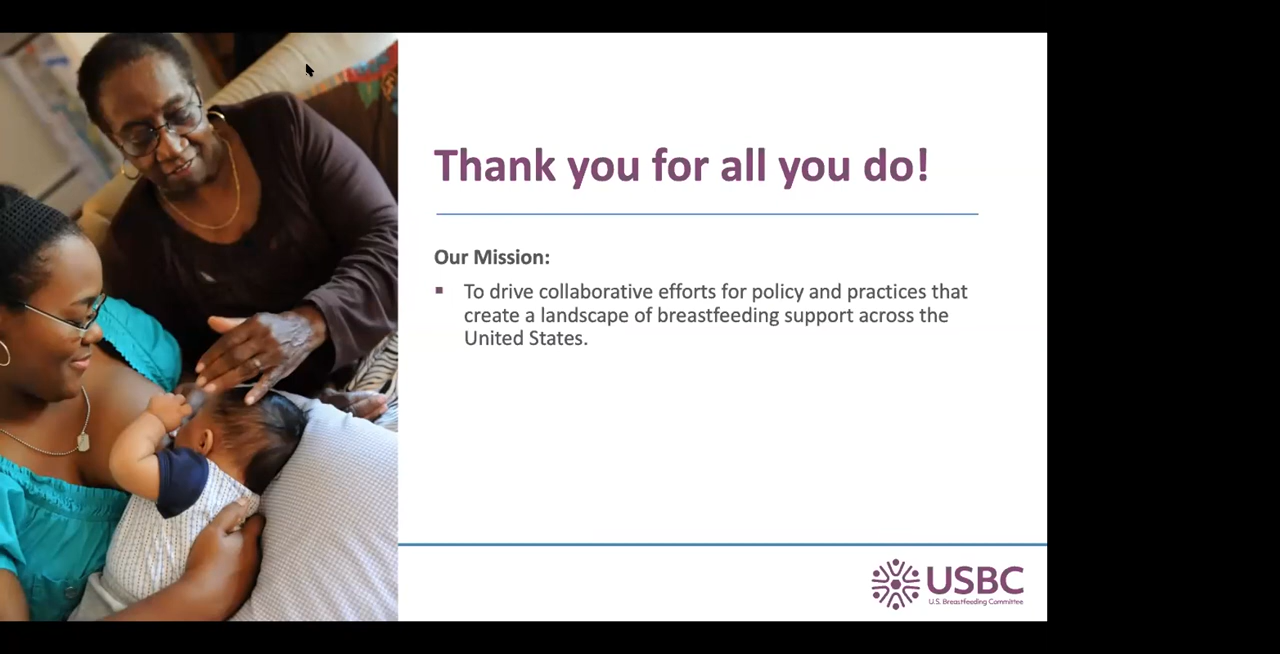 Thank you for all you do!
Our Mission:
▪ To drive collaborative efforts for policy and practices that
create a landscape of breastfeeding support across the
United States.
USBC
U.S. Breastfeeding Committee